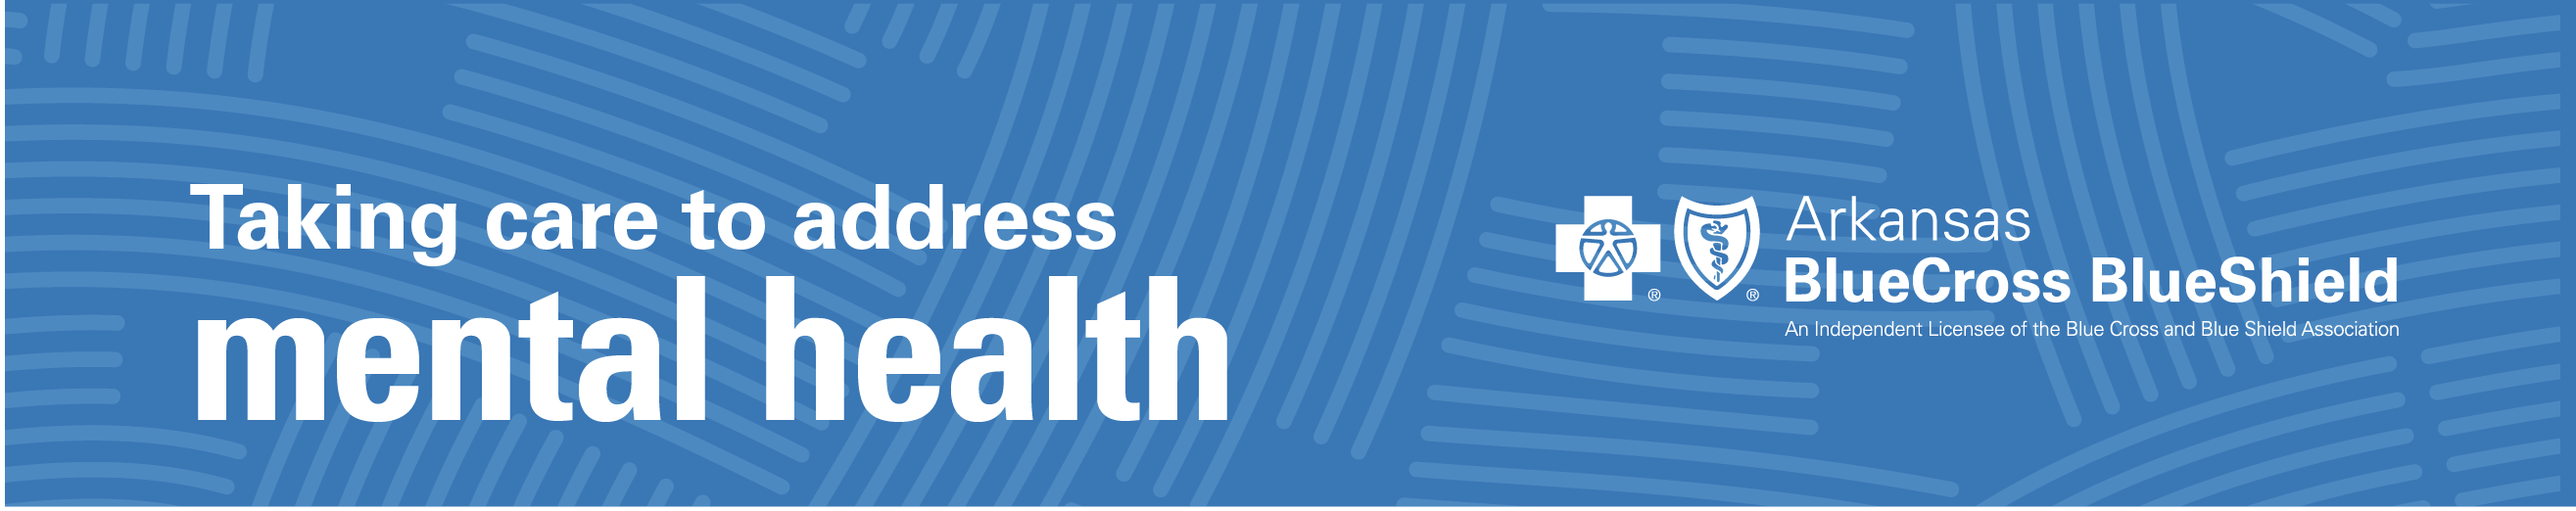 Taking care to address
mental health
® ®
Arkansas
BlueCross BlueShield
An Independent Licensee of the Blue Cross and Blue Shield Association